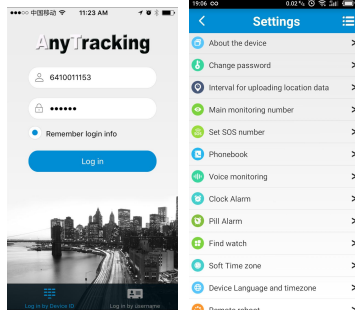 中国移动 11:23 AM
AnyTracking
6410011153
••••••
Remember login info
Log in
Log in by Device ID
Log in by username
19:06 0.02
Settings
About the device
Change password
Interval for uploading location data
Main monitoring number
Set SOS number
Phonebook
Voice monitoring
Clock Alarm
Pill Alarm
Find watch
Soft Time zone
Device Language and timezone
Remote reboot